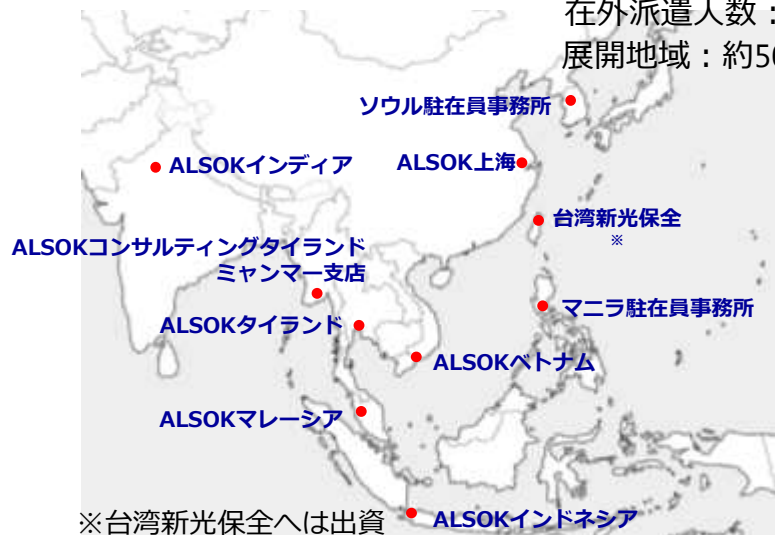 在外派遣人数：
展開地域：約50
ソウル駐在員事務所
ALSOKインディア
ALSOK上海
台湾新光保全
※
ALSOKコンサルティングタイランド
ミャンマー支店
マニラ駐在員事務所
ALSOKタイランド
ALSOKベトナム
ALSOKマレーシア
※台湾新光保全へは出資
ALSOKインドネシア